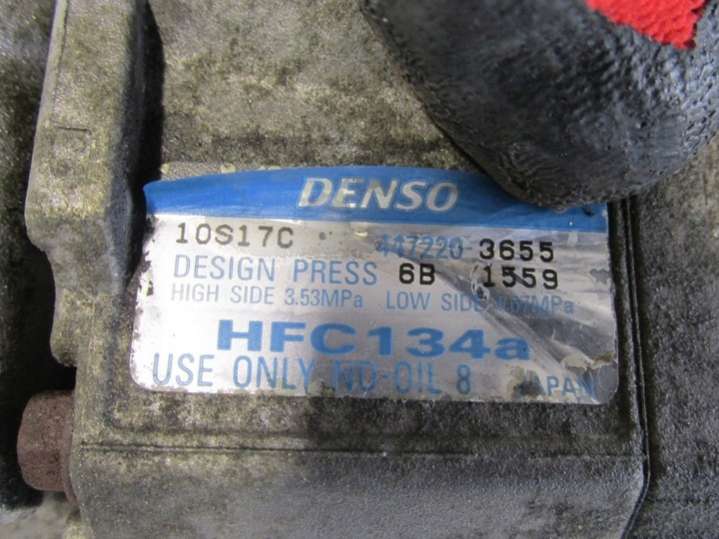 DENSO
10S17C 447220-3655
DESIGN PRESS 6B 1559
HIGH SIDE 3.53MPa LOW SIDE
HFC134a
USE ONLY ND-OIL 8 JAPAN